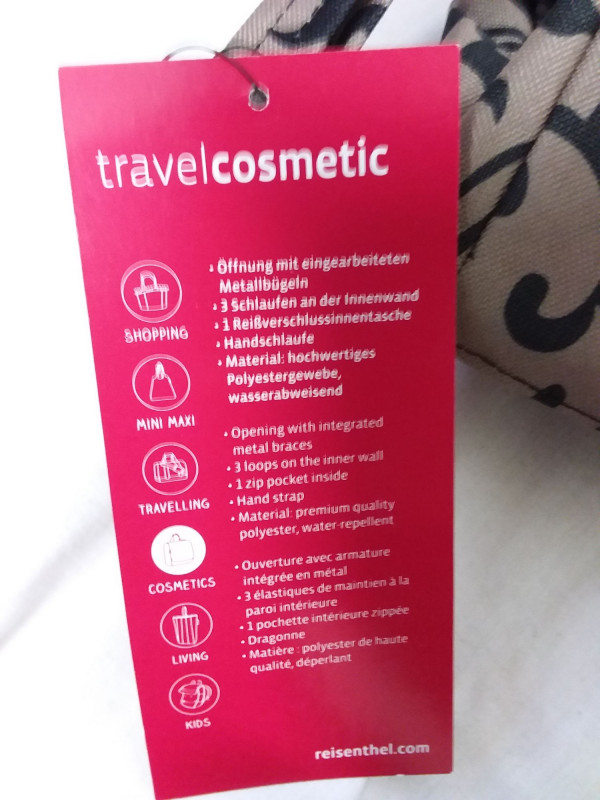 travelcosmetic
SHOPPING
MINI MAXI
TRAVELLING
COSMETICS
LIVING
KIDS
• Öffnung mit eingearbeiteten
Metallbügeln
• 3 Schlaufen an der Innenwand
• 1 Reißverschlussinnentasche
• Handschlaufe
• Material: hochwertiges
Polyestergewebe,
wasserabweisend
• Opening with integrated
metal braces
• 3 loops on the inner wall
• 1 zip pocket inside
• Hand strap
• Material: premium quality
polyester, water-repellent
• Ouverture avec armature
intégrée en métal
• 3 élastiques de maintien à la
paroi intérieure
• 1 pochette intérieure zippée
• Dragonne
• Matière : polyester de haute
qualité, déperlant
reisenthel.com